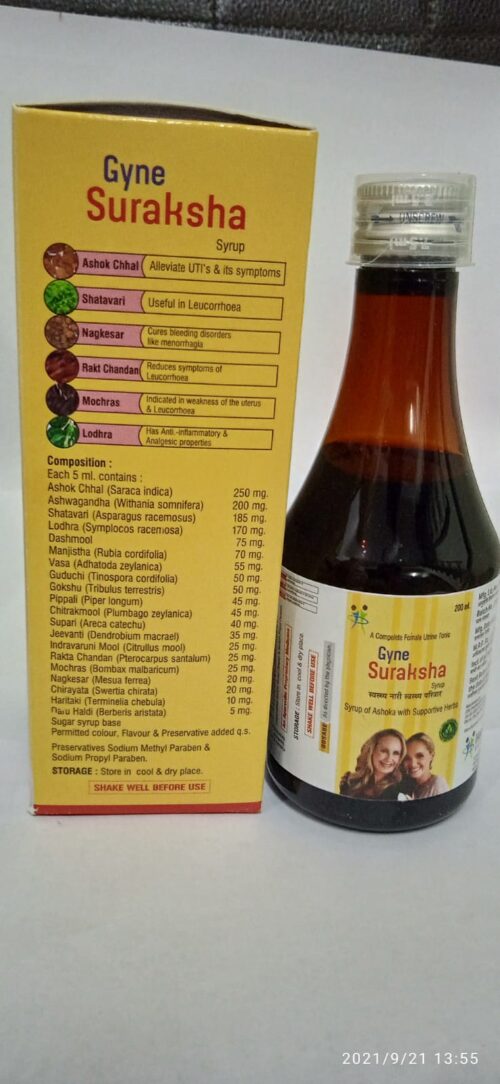 Gyne
Suraksha
Syrup
Ashok Chhal Alleviate UTI's & its symptoms
Shatavari Useful in Leucorrhoea
Nagkesar Cures bleeding disorders
like menorrhagia
Rakt Chandan Reduces symptoms of
Leucorrhoea
Mochras Indicated in weakness of the uterus
& Leucorrhoea
Lodhra Has Anti.-inflammatory &
Analgesic properties
Composition :
Each 5 ml. contains :
Ashok Chhal (Saraca indica) 250 mg.
Ashwagandha (Withania somnifera) 200 mg.
Shatavari (Asparagus racemosus) 185 mg.
Lodhra (Symplocos racemosa) 170 mg.
Dashmool 75 mg.
Manjistha (Rubia cordifolia) 70 mg.
Vasa (Adhatoda zeylanica) 55 mg.
Guduchi (Tinospora cordifolia) 50 mg.
Gokshu (Tribulus terrestris) 50 mg.
Pippali (Piper longum) 45 mg.
Chitrakmool (Plumbago zeylanica) 45 mg.
Supari (Areca catechu) 40 mg.
Jeevanti (Dendrobium macrael) 35 mg.
Indravaruni Mool (Citrullus mool) 25 mg.
Rakta Chandan (Pterocarpus santalum) 25 mg.
Mochras (Bombax malbaricum) 25 mg.
Nagkesar (Mesua ferrea) 20 mg.
Chirayata (Swertia chirata) 20 mg.
Haritaki (Terminelia chebula) 10 mg.
Daru Haldi (Berberis aristata) 5 mg.
Sugar syrup base
Permitted colour, Flavour & Preservative added q.s.
Preservatives Sodium Methyl Paraben &
Sodium Propyl Paraben.
STORAGE : Store in cool & dry place.
SHAKE WELL BEFORE USE
200 ml.
A Compelete Female Utrine Tonic
Gyne
Suraksha
Syrup
स्वस्थ्य नारी स्वस्थ्य परिवार
Syrup of Ashoka with Supportive Herbs
STORAGE : Store in cool & dry place.
SHAKE WELL BEFORE USE
DOSAGE : As directed by the physician.
2021/9/21 13:55